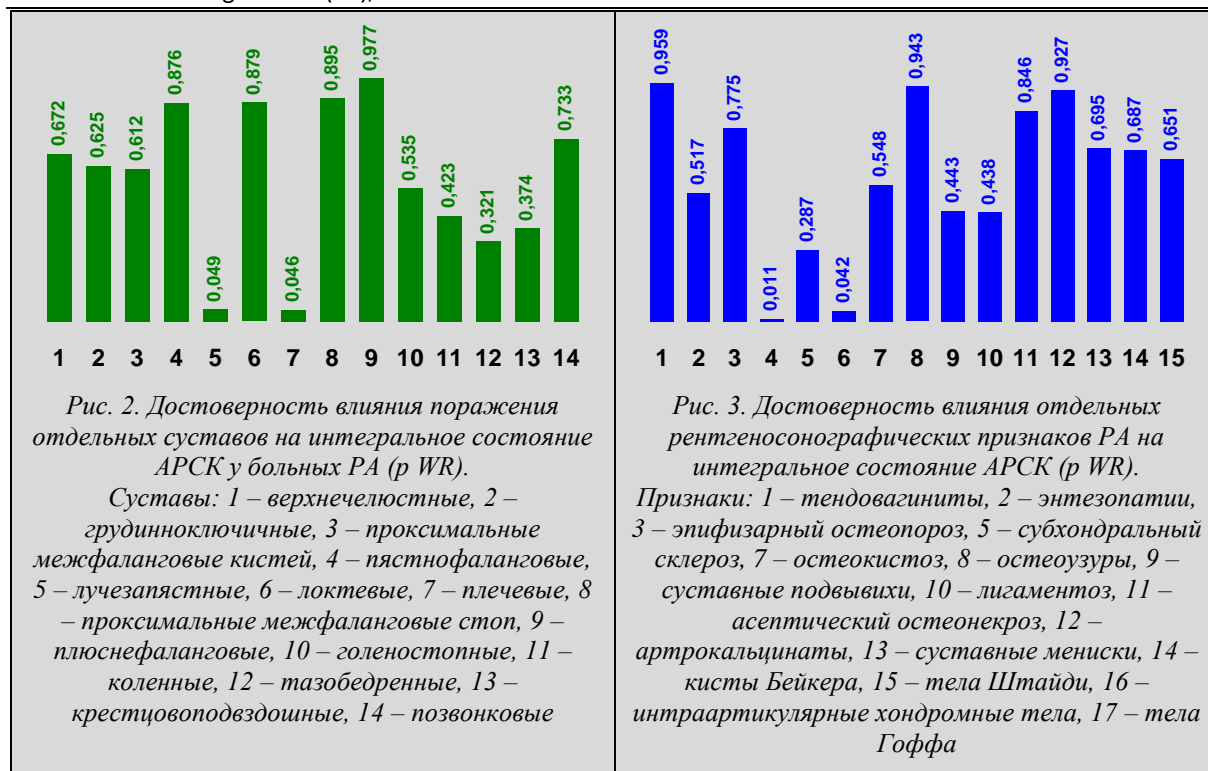 0,672
0,625
0,612
0,876
0,049
0,879
0,046
0,895
0,977
0,535
0,423
0,321
0,374
0,733
1 2 3 4 5 6 7 8 9 10 11 12 13 14
Рис. 2. Достоверность влияния поражения
отдельных суставов на интегральное состояние
АРСК у больных РА (p WR).
Суставы: 1 – верхнечелюстные, 2 –
грудинноключичные, 3 – проксимальные
межфаланговые кистей, 4 – пястнофаланговые,
5 – лучезапястные, 6 – локтевые, 7 – плечевые, 8
– проксимальные межфаланговые стоп, 9 –
плюснефаланговые, 10 – голеностопные, 11 –
коленные, 12 – тазобедренные, 13 –
крестцовоподвздошные, 14 – позвонковые
0,959
0,517
0,775
0,011
0,287
0,042
0,548
0,943
0,443
0,438
0,846
0,927
0,695
0,687
0,651
1 2 3 4 5 6 7 8 9 10 11 12 13 14 15
Рис. 3. Достоверность влияния отдельных
рентгеносонографических признаков РА на
интегральное состояние АРСК (p WR).
Признаки: 1 – тендовагиниты, 2 – энтезопатии,
3 – эпифизарный остеопороз, 5 – субхондральный
склероз, 7 – остеокистоз, 8 – остеоузуры, 9 –
суставные подвывихи, 10 – лигаментоз, 11 –
асептический остеонекроз, 12 –
артрокальцинаты, 13 – суставные мениски, 14 –
кисты Бейкера, 15 – тела Штайди, 16 –
интраартикулярные хондромные тела, 17 – тела
Гоффа